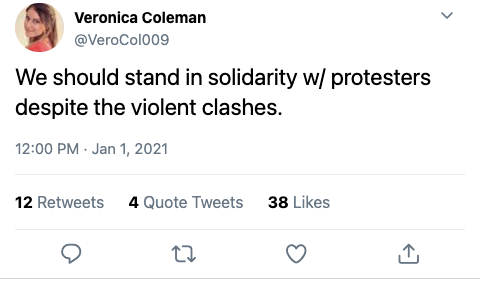 Veronica Coleman
@VeroCol009
We should stand in solidarity w/ protesters
despite the violent clashes.
12:00 PM · Jan 1, 2021
12 Retweets 4 Quote Tweets 38 Likes